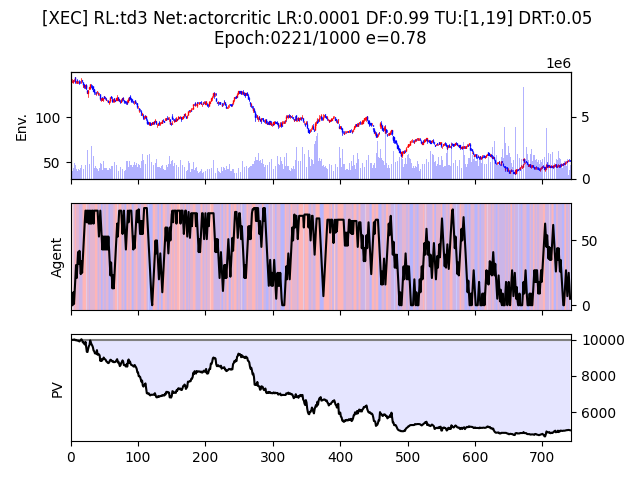 [XEC] RL:td3 Net:actorcritic LR:0.0001 DF:0.99 TU:[1,19] DRT:0.05
Epoch:0221/1000 e=0.78
1e6
Env.
100
50
5
0
Agent
50
0
PV
10000
8000
6000
0 100 200 300 400 500 600 700